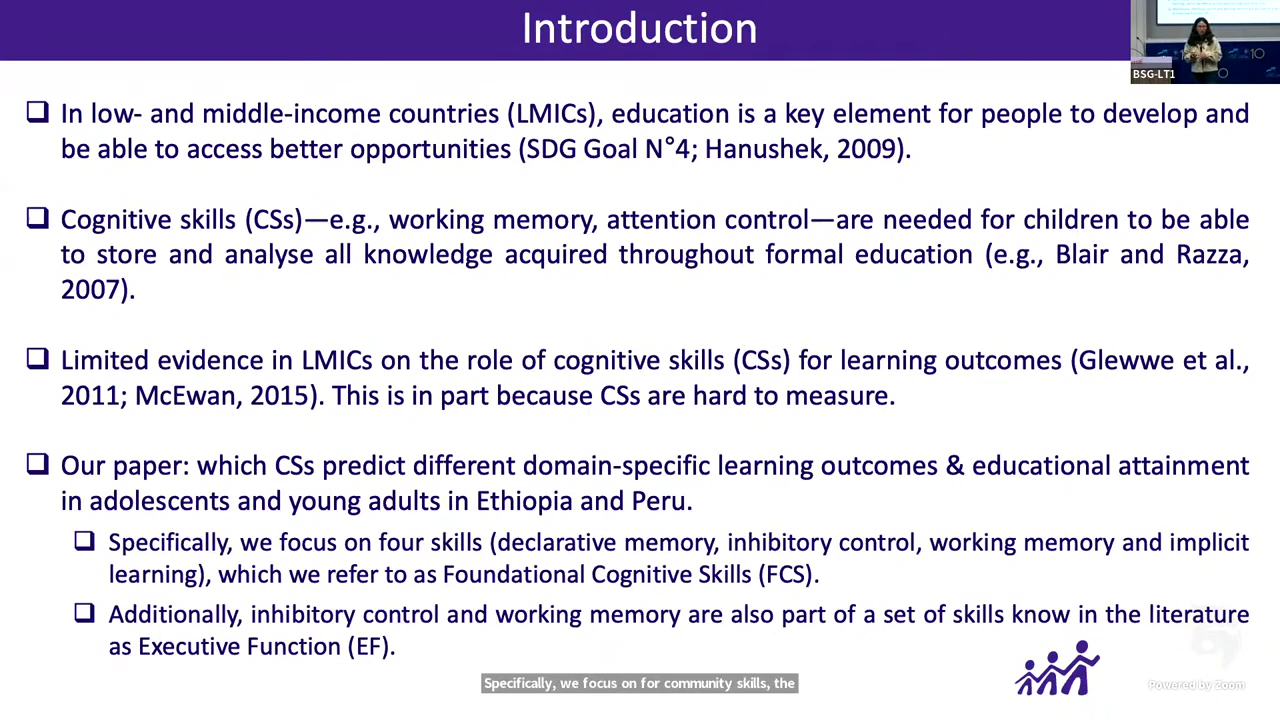 Introduction
BSG-LT1
In low- and middle-income countries (LMICs), education is a key element for people to develop and
be able to access better opportunities (SDG Goal N°4; Hanushek, 2009).
Cognitive skills (CSs)—e.g., working memory, attention control—are needed for children to be able
to store and analyse all knowledge acquired throughout formal education (e.g., Blair and Razza,
2007).
Limited evidence in LMICs on the role of cognitive skills (CSs) for learning outcomes (Glewwe et al.,
2011; McEwan, 2015). This is in part because CSs are hard to measure.
Our paper: which CSs predict different domain-specific learning outcomes & educational attainment
in adolescents and young adults in Ethiopia and Peru.
Specifically, we focus on four skills (declarative memory, inhibitory control, working memory and implicit
learning), which we refer to as Foundational Cognitive Skills (FCS).
Additionally, inhibitory control and working memory are also part of a set of skills know in the literature
as Executive Function (EF).
Specifically, we focus on for community skills, the
Powered by Zoom